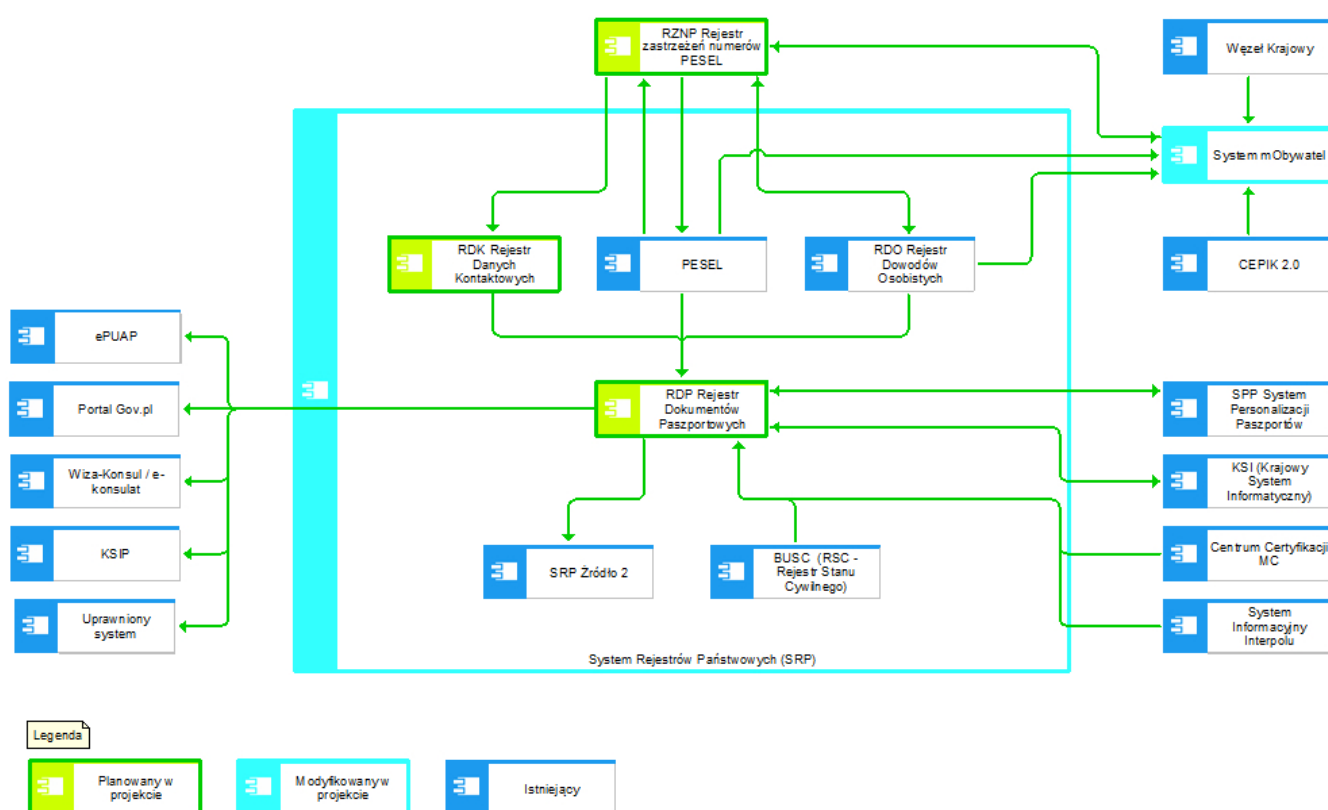 RZNP Rejestr
zastrzeżeń numerów
PESEL
Węzeł Krajowy
System mObywatel
RDK Rejestr
Danych
Kontaktowych
PESEL
RDO Rejestr
Dowodów
Osobistych
CEPIK 2.0
ePUAP
Portal Gov.pl
Wiza-Konsul / e-
konsulat
KSIP
Uprawniony
system
RDP Rejestr
Dokumentów
Paszportowych
SPP System
Personalizacji
Paszportów
KSI (Krajowy
System
Informatyczny)
SRP Źródło 2
BUSC (RSC -
Rejestr Stanu
Cywilnego)
Centrum Certyfikacji
MC
System
Informacyjny
Interpolu
System Rejestrów Państwowych (SRP)
Legenda
Planowany w
projekcie
Modyfikowany w
projekcie
Istniejący